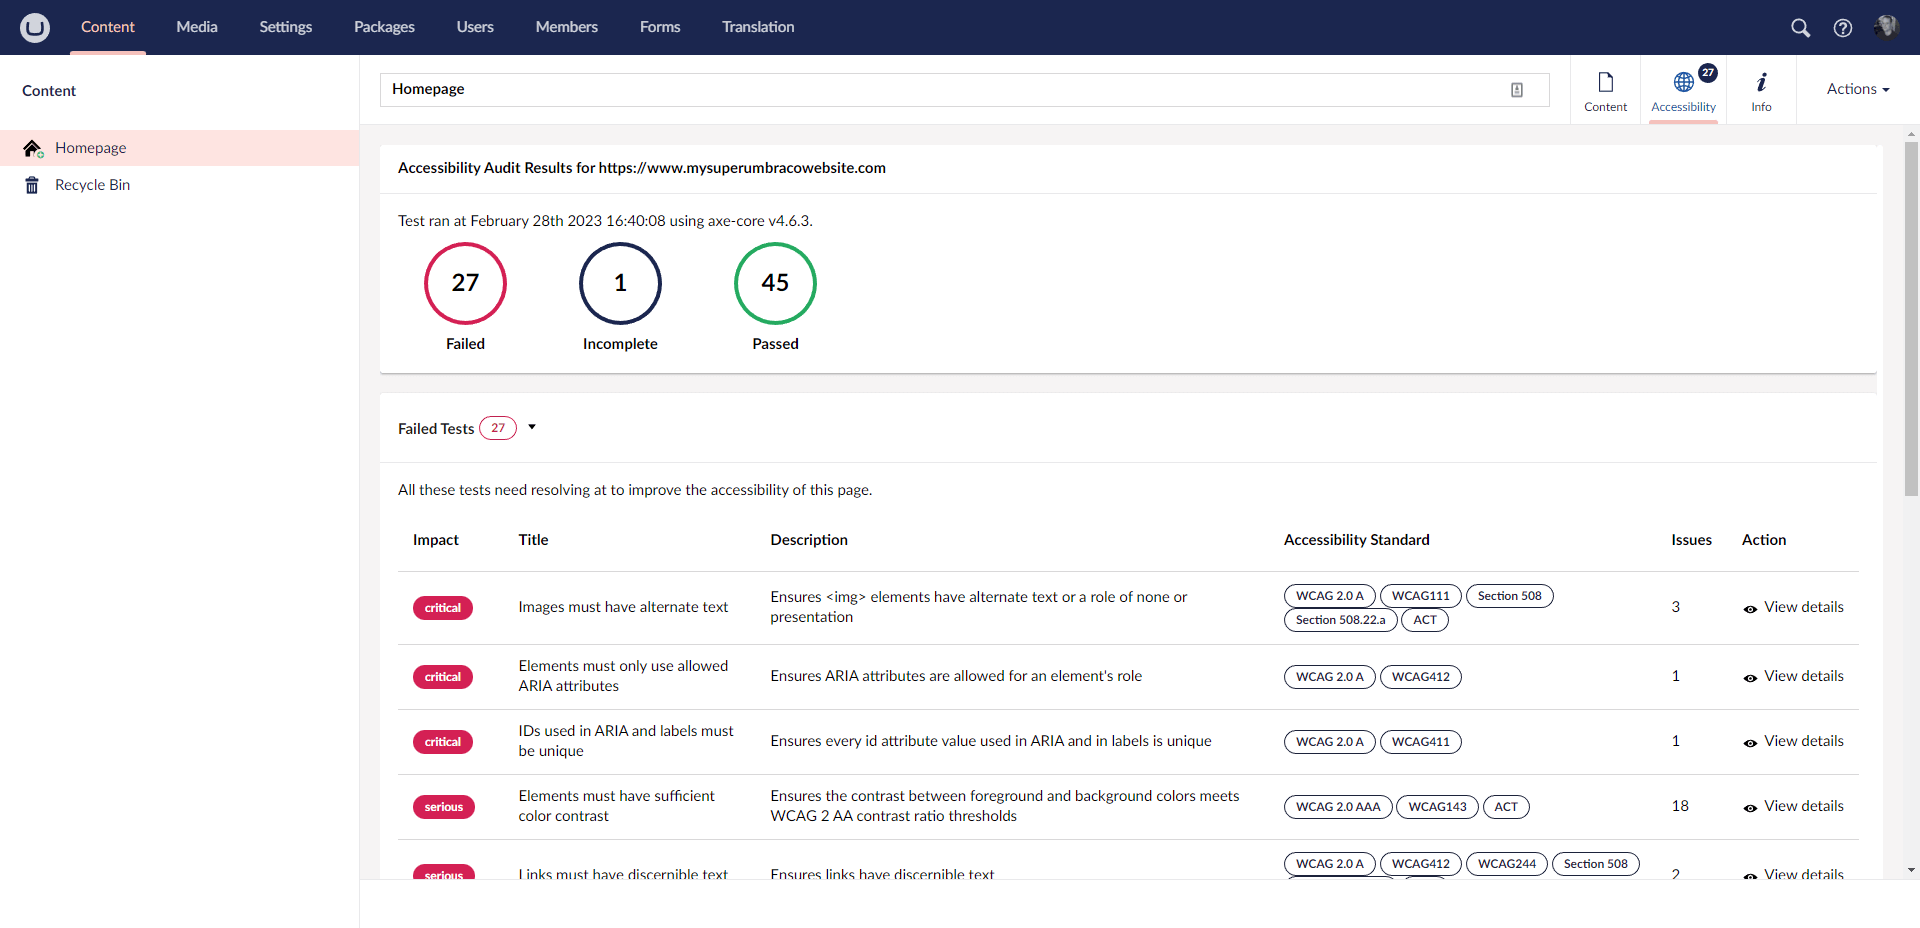 Content Media Settings Packages Users Members Forms Translation
Content
Homepage
Recycle Bin
Homepage
Content
Accessibility
27
Info
Actions
Accessibility Audit Results for https://www.mysuperumbracowebsite.com
Test ran at February 28th 2023 16:40:08 using axe-core v4.6.3.
27 1 45
Failed Incomplete Passed
Failed Tests 27
All these tests need resolving at to improve the accessibility of this page.
Impact Title Description Accessibility Standard Issues Action
critical
Images must have alternate text
Ensures <img> elements have alternate text or a role of none or
presentation
WCAG 2.0 A WCAG111 Section 508
Section 508.22.a ACT
3
View details
critical
Elements must only use allowed
ARIA attributes
Ensures ARIA attributes are allowed for an element's role
WCAG 2.0 A WCAG412
1
View details
critical
IDs used in ARIA and labels must
be unique
Ensures every id attribute value used in ARIA and in labels is unique
WCAG 2.0 A WCAG411
1
View details
serious
Elements must have sufficient
color contrast
Ensures the contrast between foreground and background colors meets
WCAG 2 AA contrast ratio thresholds
WCAG 2.0 AAA WCAG143 ACT
18
View details
serious
Links must have discernible text
Ensures links have discernible text
WCAG 2.0 A WCAG412 WCAG244 Section 508
2
View details